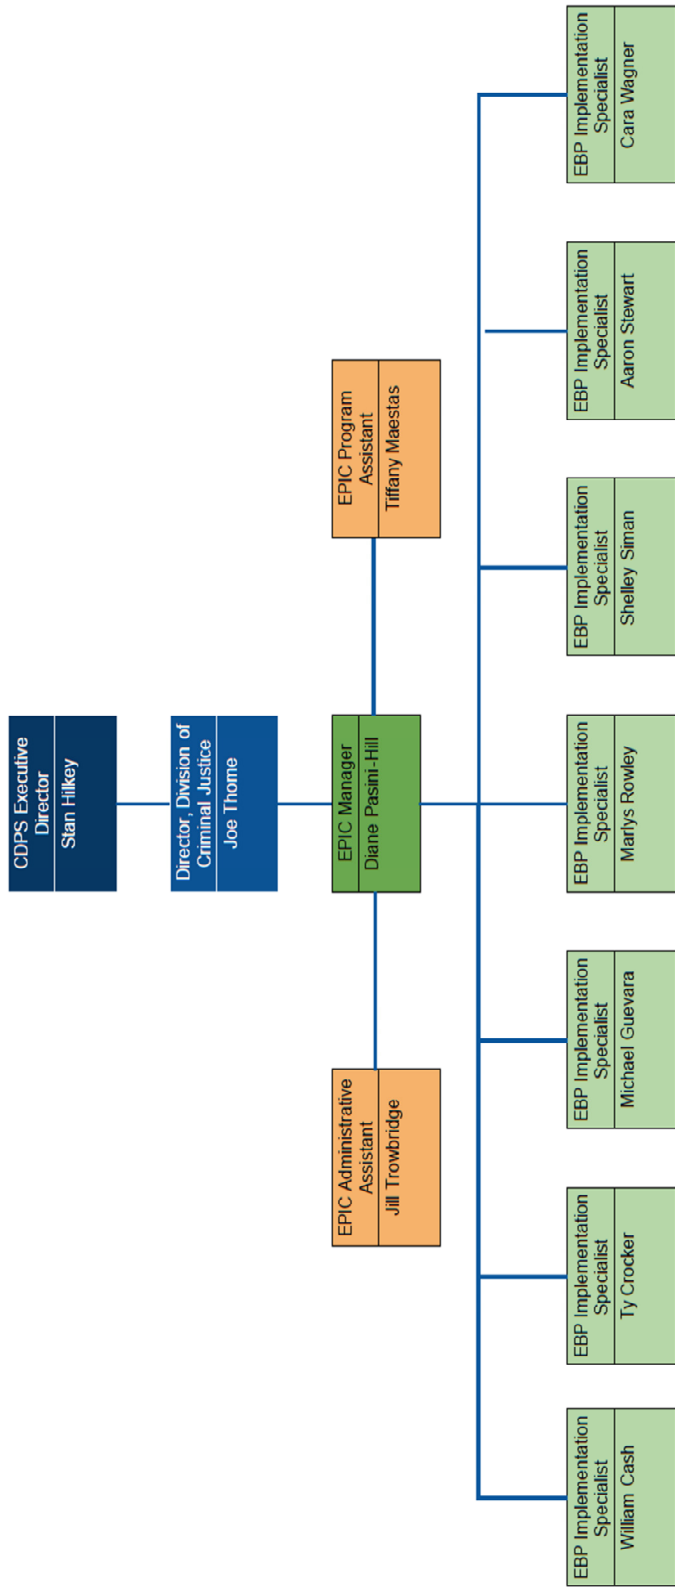 CDPS Executive
Director
Stan Hilkey
Director, Division of
Criminal Justice
Joe Thome
EPIC Manager
Diane Pasini-Hill
EPIC Administrative
Assistant
Jill Trowbridge
EPIC Program
Assistant
Tiffany Maestas
EBP Implementation
Specialist
William Cash
EBP Implementation
Specialist
Ty Crocker
EBP Implementation
Specialist
Michael Guevara
EBP Implementation
Specialist
Marlys Rowley
EBP Implementation
Specialist
Shelley Siman
EBP Implementation
Specialist
Aaron Stewart
EBP Implementation
Specialist
Cara Wagner